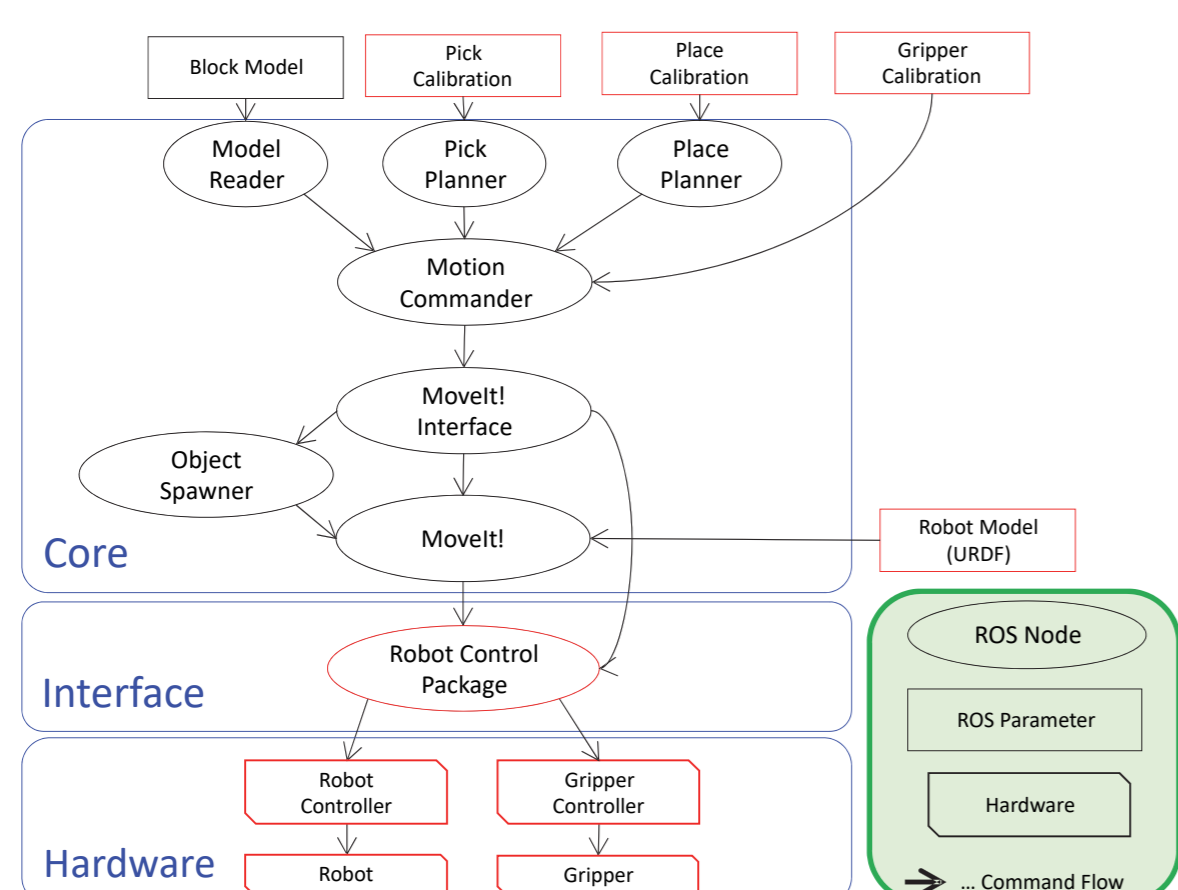 Block Model
Pick
Calibration
Place
Calibration
Gripper
Calibration
Model
Reader
Pick
Planner
Place
Planner
Motion
Commander
MoveIt!
Interface
Object
Spawner
MoveIt!
Core
Robot Model
(URDF)
Robot Control
Package
Interface
Robot
Controller
Gripper
Controller
Robot
Gripper
Hardware
ROS Node
ROS Parameter
Hardware
... Command Flow